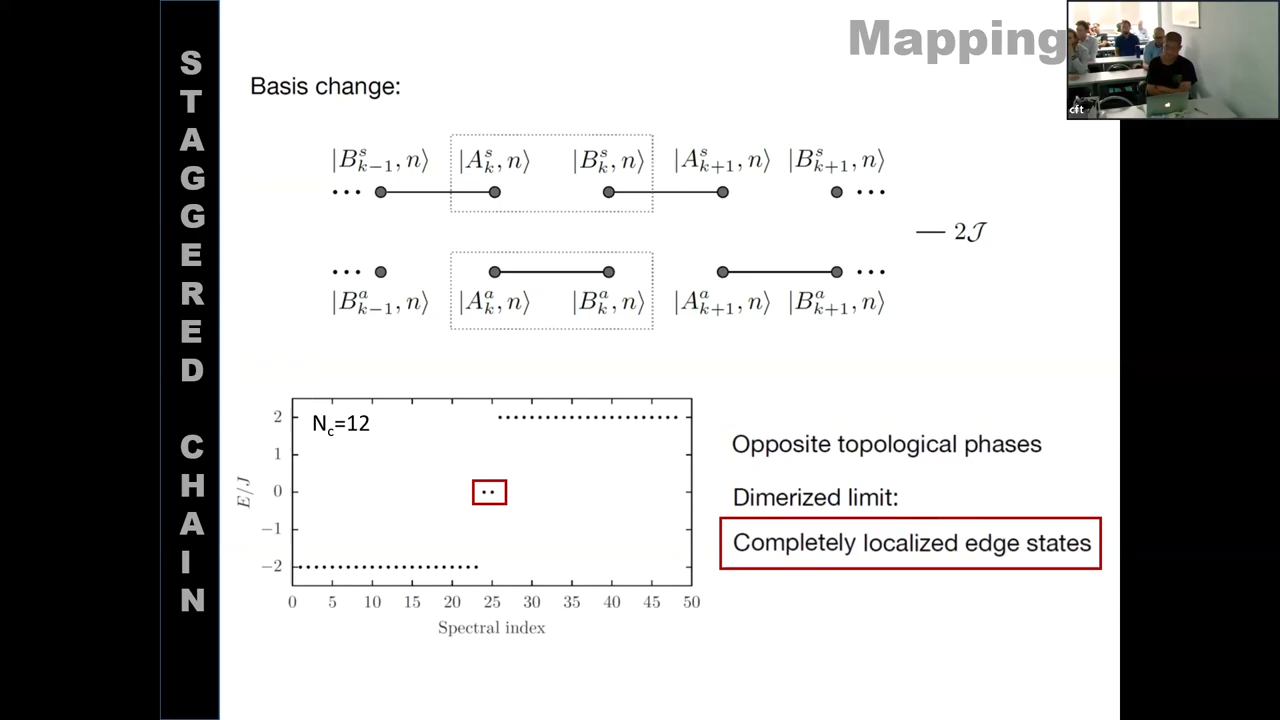 STAGGERED CHAIN
Mapping
cft
Basis change:
|B^s_{k−1}, n⟩ |A^s_k, n⟩ |B^s_k, n⟩ |A^s_{k+1}, n⟩ |B^s_{k+1}, n⟩
··· ···
— 2𝒥
··· ···
|B^a_{k−1}, n⟩ |A^a_k, n⟩ |B^a_k, n⟩ |A^a_{k+1}, n⟩ |B^a_{k+1}, n⟩
N_c=12
E/J
2
1
0
−1
−2
0 5 10 15 20 25 30 35 40 45 50
Spectral index
Opposite topological phases
Dimerized limit:
Completely localized edge states